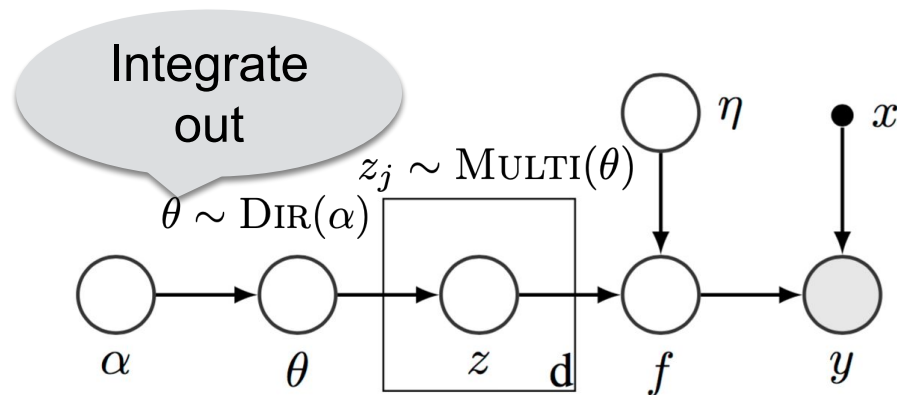 Integrate
out
η
x
z_j ∼ MULTI(θ)
θ ∼ DIR(α)
α
θ
z
d
f
y